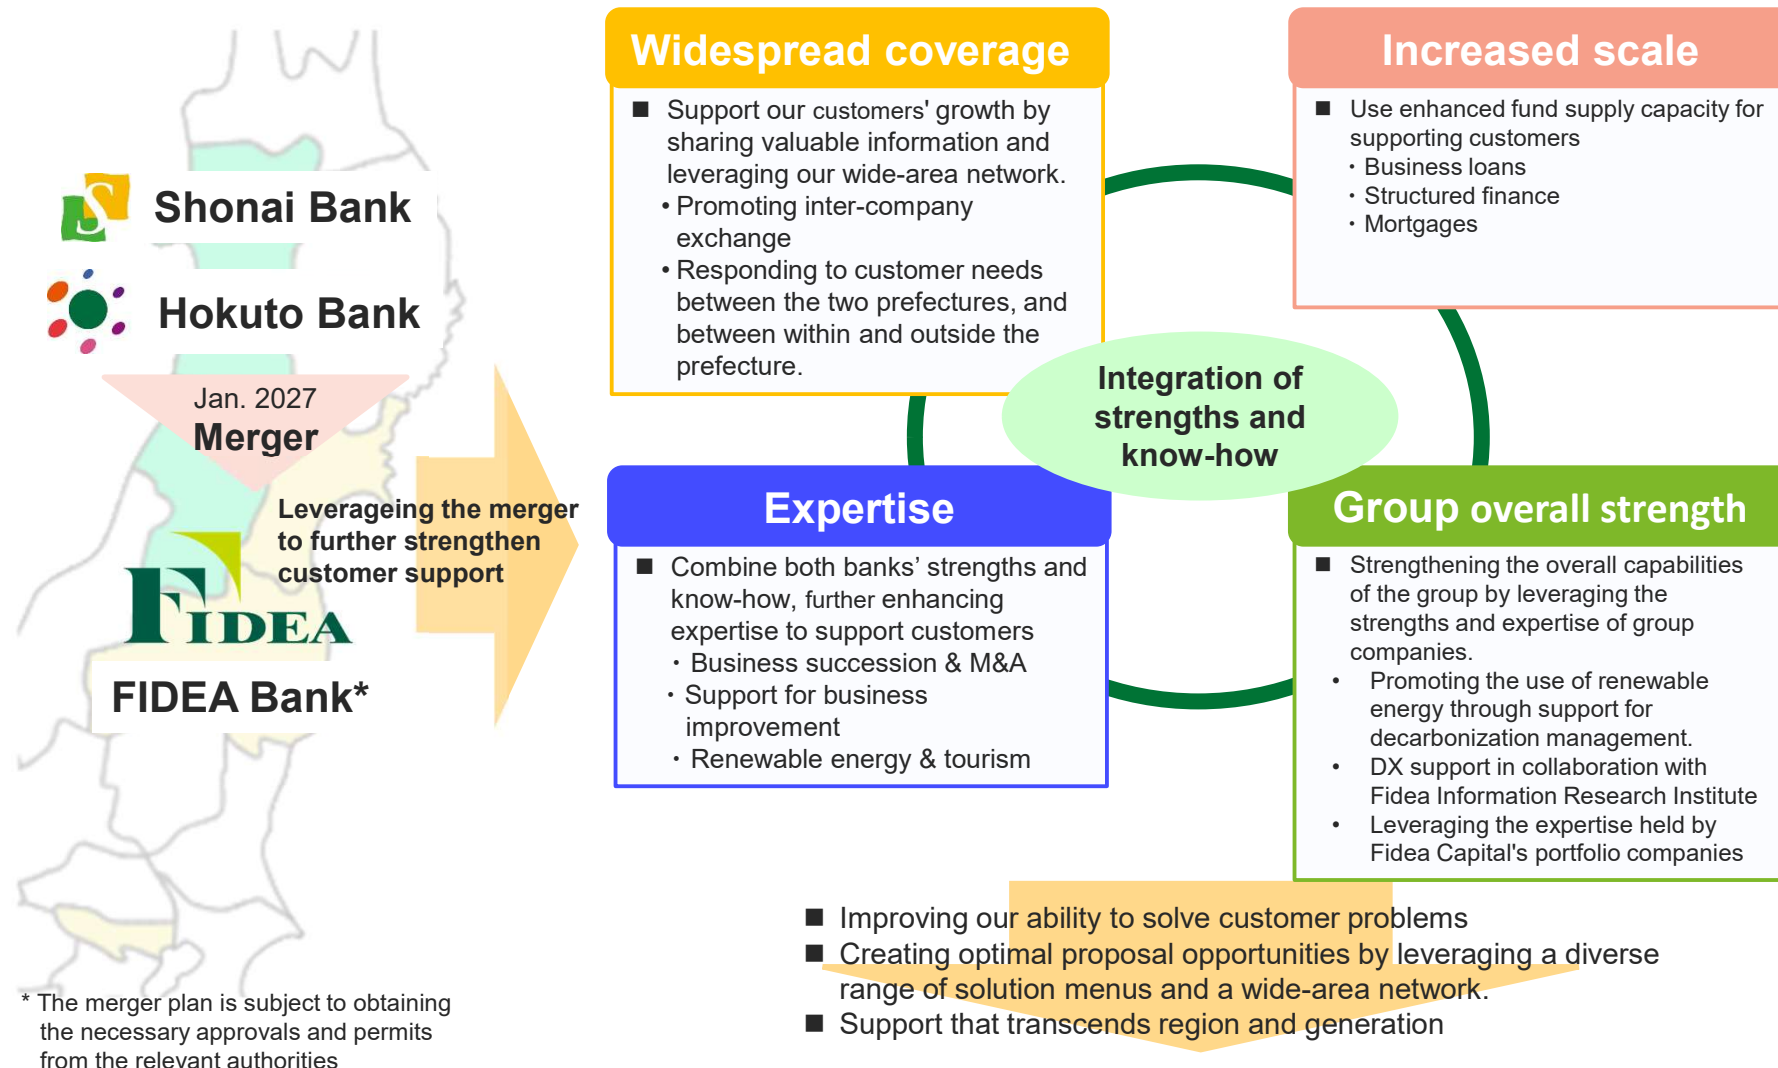 Shonai Bank
Hokuto Bank
Jan. 2027
Merger
Leverageing the merger
to further strengthen
customer support
FIDEA
FIDEA Bank*
* The merger plan is subject to obtaining
the necessary approvals and permits
from the relevant authorities
Widespread coverage
■ Support our customers' growth by
sharing valuable information and
leveraging our wide-area network.
• Promoting inter-company
exchange
• Responding to customer needs
between the two prefectures, and
between within and outside the
prefecture.
Increased scale
■ Use enhanced fund supply capacity for
supporting customers
・Business loans
・Structured finance
・Mortgages
Integration of
strengths and
know-how
Expertise
■ Combine both banks’ strengths and
know-how, further enhancing
expertise to support customers
・Business succession & M&A
・Support for business
improvement
・Renewable energy & tourism
Group overall strength
■ Strengthening the overall capabilities
of the group by leveraging the
strengths and expertise of group
companies.
• Promoting the use of renewable
energy through support for
decarbonization management.
• DX support in collaboration with
Fidea Information Research Institute
• Leveraging the expertise held by
Fidea Capital's portfolio companies
■ Improving our ability to solve customer problems
■ Creating optimal proposal opportunities by leveraging a diverse
range of solution menus and a wide-area network.
■ Support that transcends region and generation